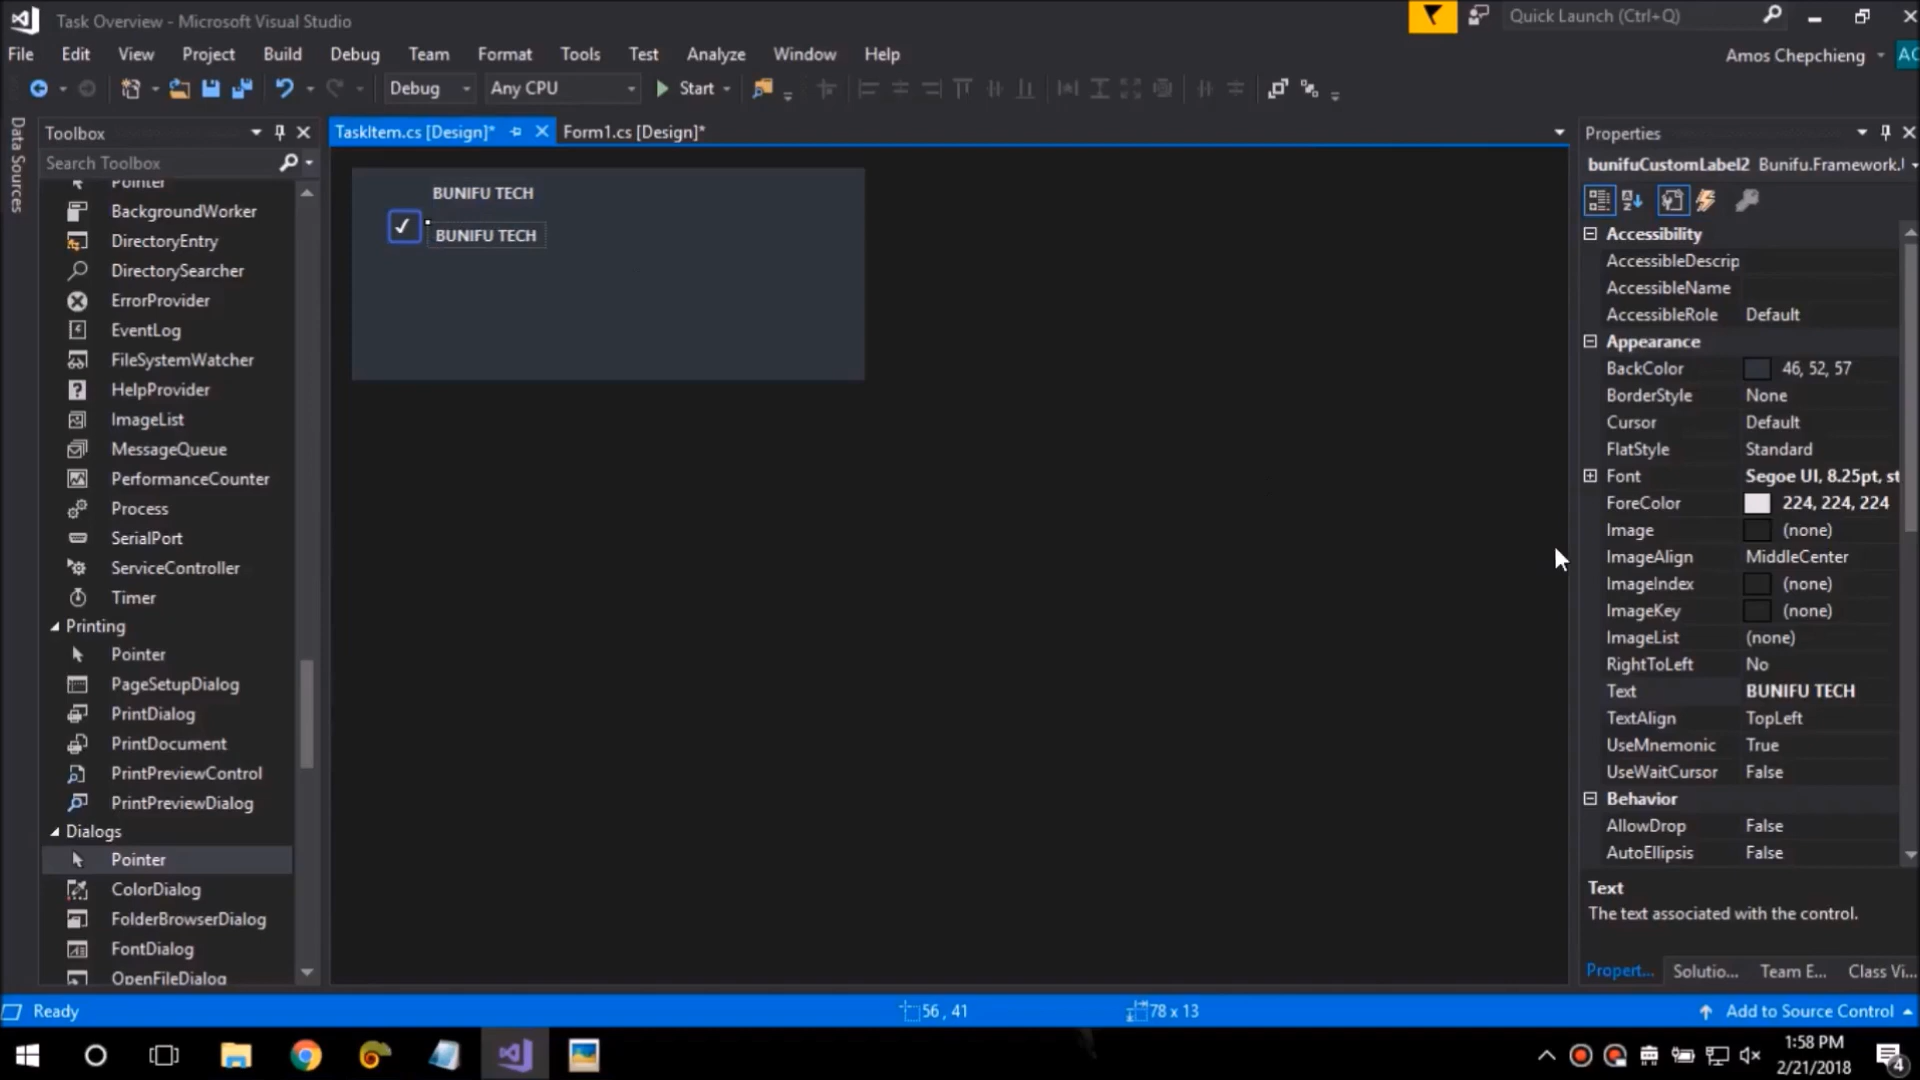 Task Overview - Microsoft Visual Studio
Quick Launch (Ctrl+Q)
File Edit View Project Build Debug Team Format Tools Test Analyze Window Help
Amos Chepchieng
AC
Debug Any CPU Start
Data Sources
Toolbox
Search Toolbox
Pointer
BackgroundWorker
DirectoryEntry
DirectorySearcher
ErrorProvider
EventLog
FileSystemWatcher
HelpProvider
ImageList
MessageQueue
PerformanceCounter
Process
SerialPort
ServiceController
Timer
Printing
Pointer
PageSetupDialog
PrintDialog
PrintDocument
PrintPreviewControl
PrintPreviewDialog
Dialogs
Pointer
ColorDialog
FolderBrowserDialog
FontDialog
OpenFileDialog
TaskItem.cs [Design]* Form1.cs [Design]*
BUNIFU TECH
BUNIFU TECH
Properties
bunifuCustomLabel2 Bunifu.Framework.
Accessibility
AccessibleDescrip
AccessibleName
AccessibleRole Default
Appearance
BackColor 46, 52, 57
BorderStyle None
Cursor Default
FlatStyle Standard
Font Segoe UI, 8.25pt, st
ForeColor 224, 224, 224
Image (none)
ImageAlign MiddleCenter
ImageIndex (none)
ImageKey (none)
ImageList (none)
RightToLeft No
Text BUNIFU TECH
TextAlign TopLeft
UseMnemonic True
UseWaitCursor False
Behavior
AllowDrop False
AutoEllipsis False
Text
The text associated with the control.
Propert... Solutio... Team E... Class Vi...
Ready 56 , 41 78 x 13 Add to Source Control
1:58 PM
2/21/2018
4